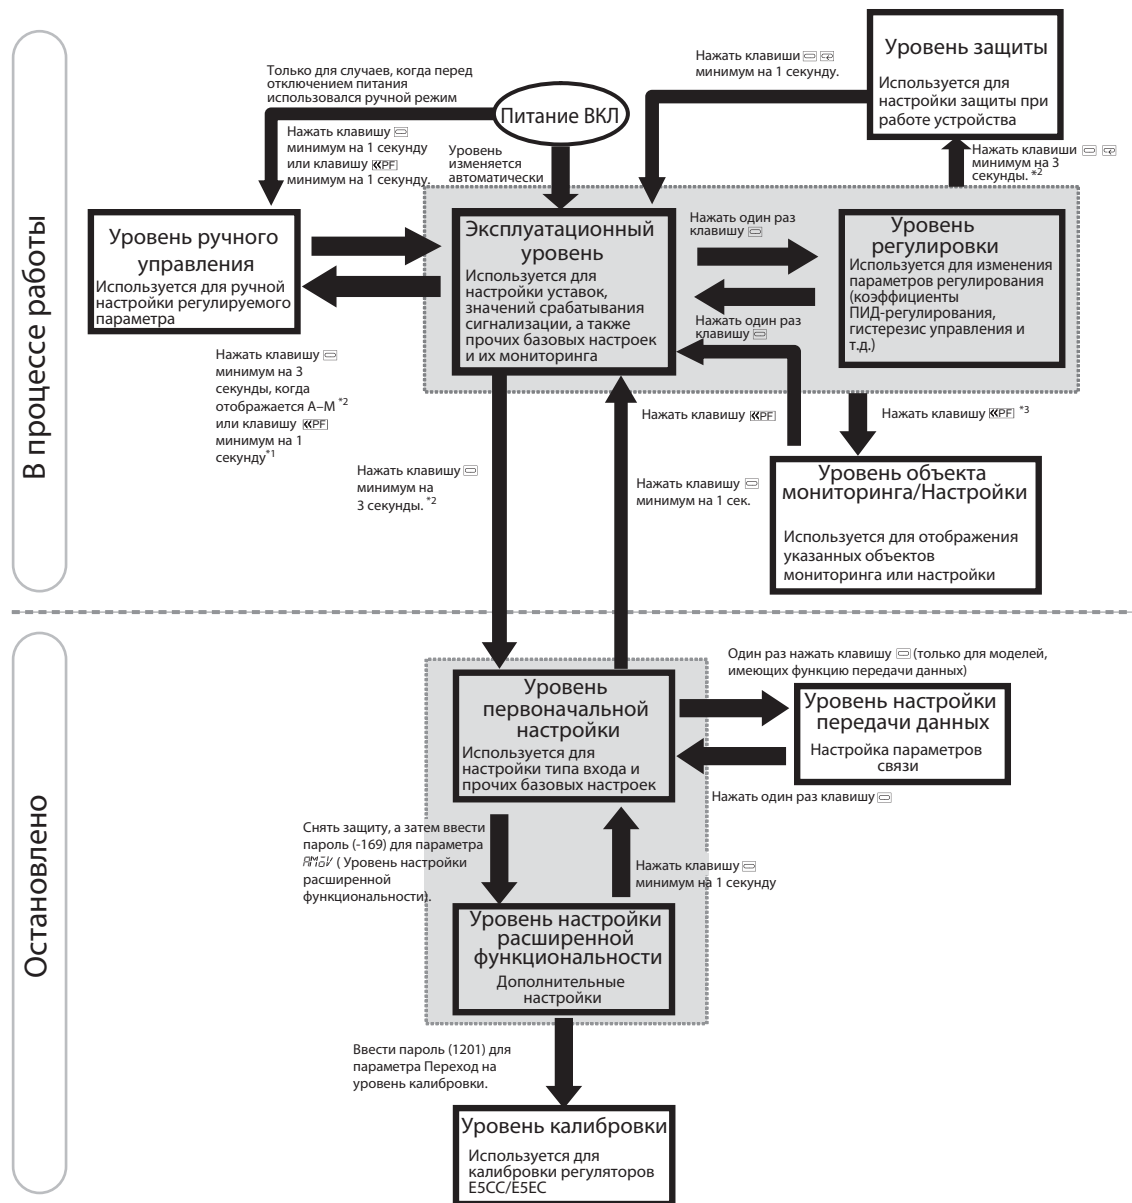 В процессе работы
Только для случаев, когда перед
отключением питания
использовался ручной режим
Питание ВКЛ
Нажать клавиши
минимум на 1 секунду.
Уровень защиты
Используется для
настройки защиты при
работе устройства
Нажать клавишу
минимум на 1 секунду
или клавишу «PF
минимум на 1 секунду.
Уровень
изменяется
автоматически
Нажать клавиши
минимум на 3
секунды. *2
Уровень ручного
управления
Используется для ручной
настройки регулируемого
параметра
Эксплуатационный
уровень
Используется для
настройки уставок,
значений срабатывания
сигнализации, а также
прочих базовых настроек
и их мониторинга
Нажать один раз
клавишу
Нажать один раз
клавишу
Уровень
регулировки
Используется для изменения
параметров регулирования
(коэффициенты
ПИД-регулирования,
гистерезис управления и
т.д.)
Нажать клавишу
минимум на 3
секунды, когда
отображается A–M *2
или клавишу «PF
минимум на 1
секунду*1
Нажать клавишу «PF
Нажать клавишу «PF *3
Нажать клавишу
минимум на
3 секунды. *2
Нажать клавишу
минимум на 1 сек.
Уровень объекта
мониторинга/Настройки
Используется для отображения
указанных объектов
мониторинга или настройки
Остановлено
Уровень
первоначальной
настройки
Используется для
настройки типа входа и
прочих базовых настроек
Один раз нажать клавишу (только для моделей,
имеющих функцию передачи данных)
Уровень настройки
передачи данных
Настройка параметров
связи
Нажать один раз клавишу
Снять защиту, а затем ввести
пароль (-169) для параметра
AMoV ( Уровень настройки
расширенной
функциональности).
Нажать клавишу
минимум на 1 секунду
Уровень настройки
расширенной
функциональности
Дополнительные
настройки
Ввести пароль (1201) для
параметра Переход на
уровень калибровки.
Уровень калибровки
Используется для
калибровки регуляторов
E5CC/E5EC